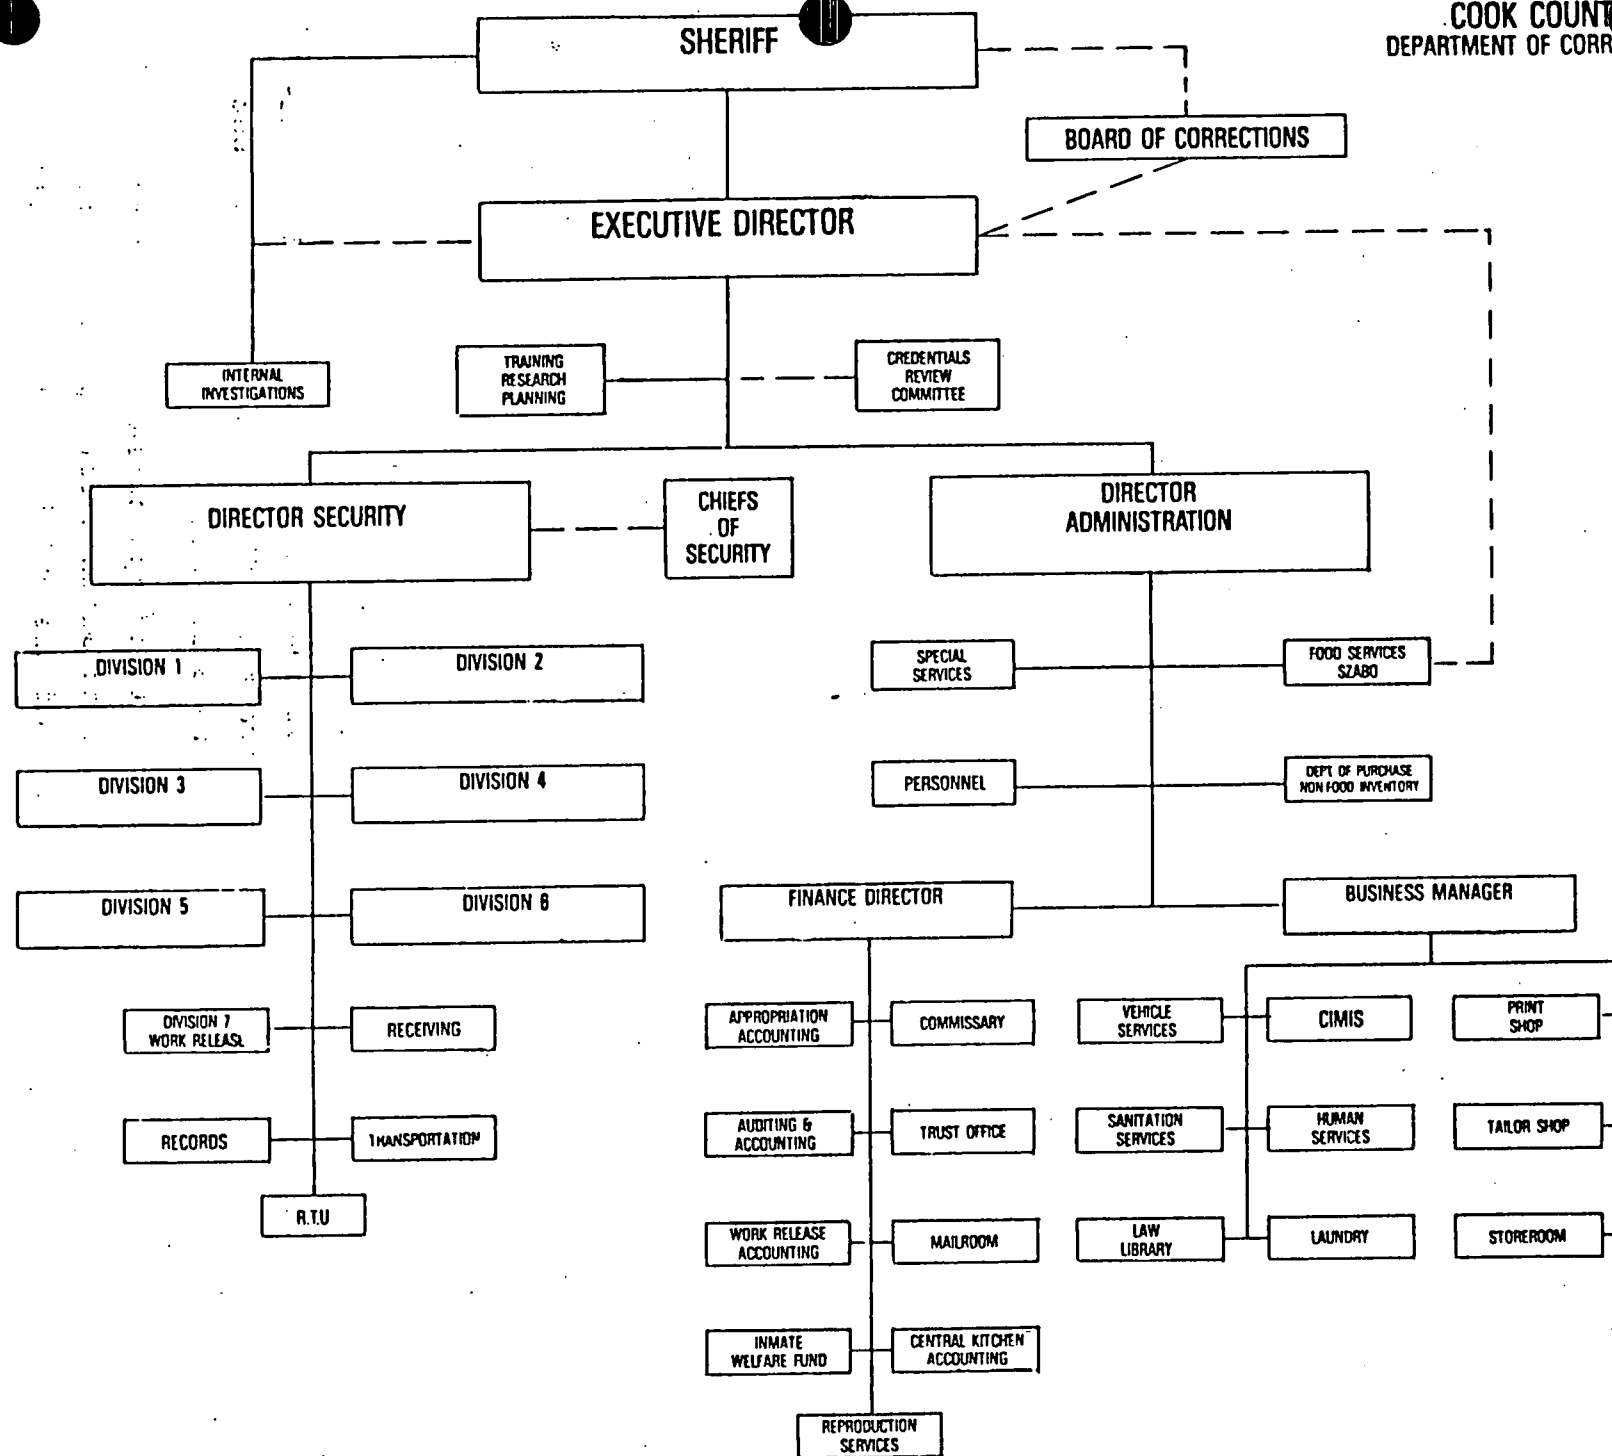 COOK COUNT
DEPARTMENT OF CORR
SHERIFF
BOARD OF CORRECTIONS
EXECUTIVE DIRECTOR
INTERNAL
INVESTIGATIONS
TRAINING
RESEARCH
PLANNING
CREDENTIALS
REVIEW
COMMITTEE
DIRECTOR SECURITY
CHIEFS
OF
SECURITY
DIRECTOR
ADMINISTRATION
DIVISION 1
DIVISION 2
SPECIAL
SERVICES
FOOD SERVICES
SZABO
DIVISION 3
DIVISION 4
PERSONNEL
DEPT OF PURCHASE
NON FOOD INVENTORY
DIVISION 5
DIVISION 6
FINANCE DIRECTOR
BUSINESS MANAGER
DIVISION 7
WORK RELEASE
RECEIVING
APPROPRIATION
ACCOUNTING
COMMISSARY
VEHICLE
SERVICES
CIMIS
PRINT
SHOP
RECORDS
TRANSPORTATION
AUDITING &
ACCOUNTING
TRUST OFFICE
SANITATION
SERVICES
HUMAN
SERVICES
TAILOR SHOP
R.T.U
WORK RELEASE
ACCOUNTING
MAILROOM
LAW
LIBRARY
LAUNDRY
STOREROOM
INMATE
WELFARE FUND
CENTRAL KITCHEN
ACCOUNTING
REPRODUCTION
SERVICES